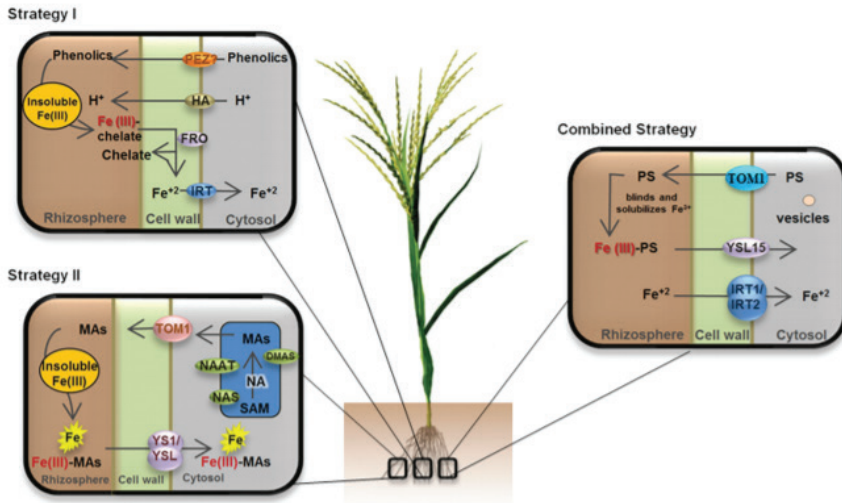 Strategy I
Phenolics
PEZ?
Phenolics
Insoluble
Fe(III)
H⁺
HA
H⁺
Fe (III)-
chelate
FRO
Chelate
Fe⁺²
IRT
Fe⁺²
Rhizosphere
Cell wall
Cytosol
Strategy II
MAs
TOM1
MAs
DMAS
NAAT
NA
Insoluble
Fe(III)
NAS
SAM
Fe
YS1/
YSL
Fe
Fe(III)-MAs
Fe(III)-MAs
Rhizosphere
Cell wall
Cytosol
Combined Strategy
PS
TOM1
PS
blinds and
solubilizes Fe³⁺
vesicles
Fe (III)-PS
YSL15
Fe⁺²
IRT1/
IRT2
Fe⁺²
Rhizosphere
Cell wall
Cytosol